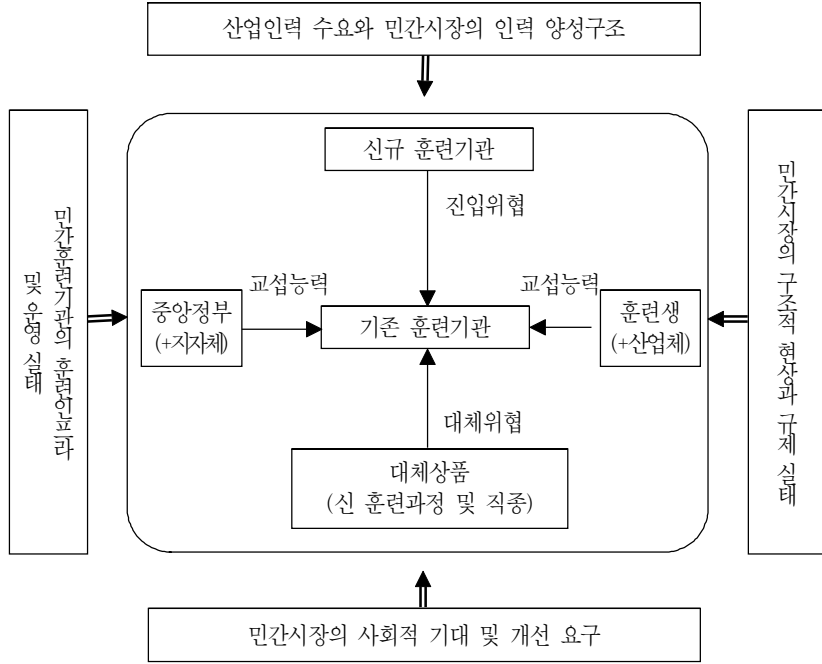 산업인력 수요와 민간시장의 인력 양성구조
민간훈련기관의 훈련인프라
및 운영 실태
신규 훈련기관
진입위협
교섭능력
교섭능력
중앙정부
(+지자체)
기존 훈련기관
훈련생
(+산업체)
대체위협
대체상품
(신 훈련과정 및 직종)
민간시장의 구조적 현상과 규제 실태
민간시장의 사회적 기대 및 개선 요구